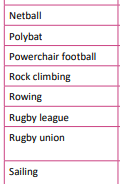 Netball
Polybat
Powerchair football
Rock climbing
Rowing
Rugby league
Rugby union
Sailing